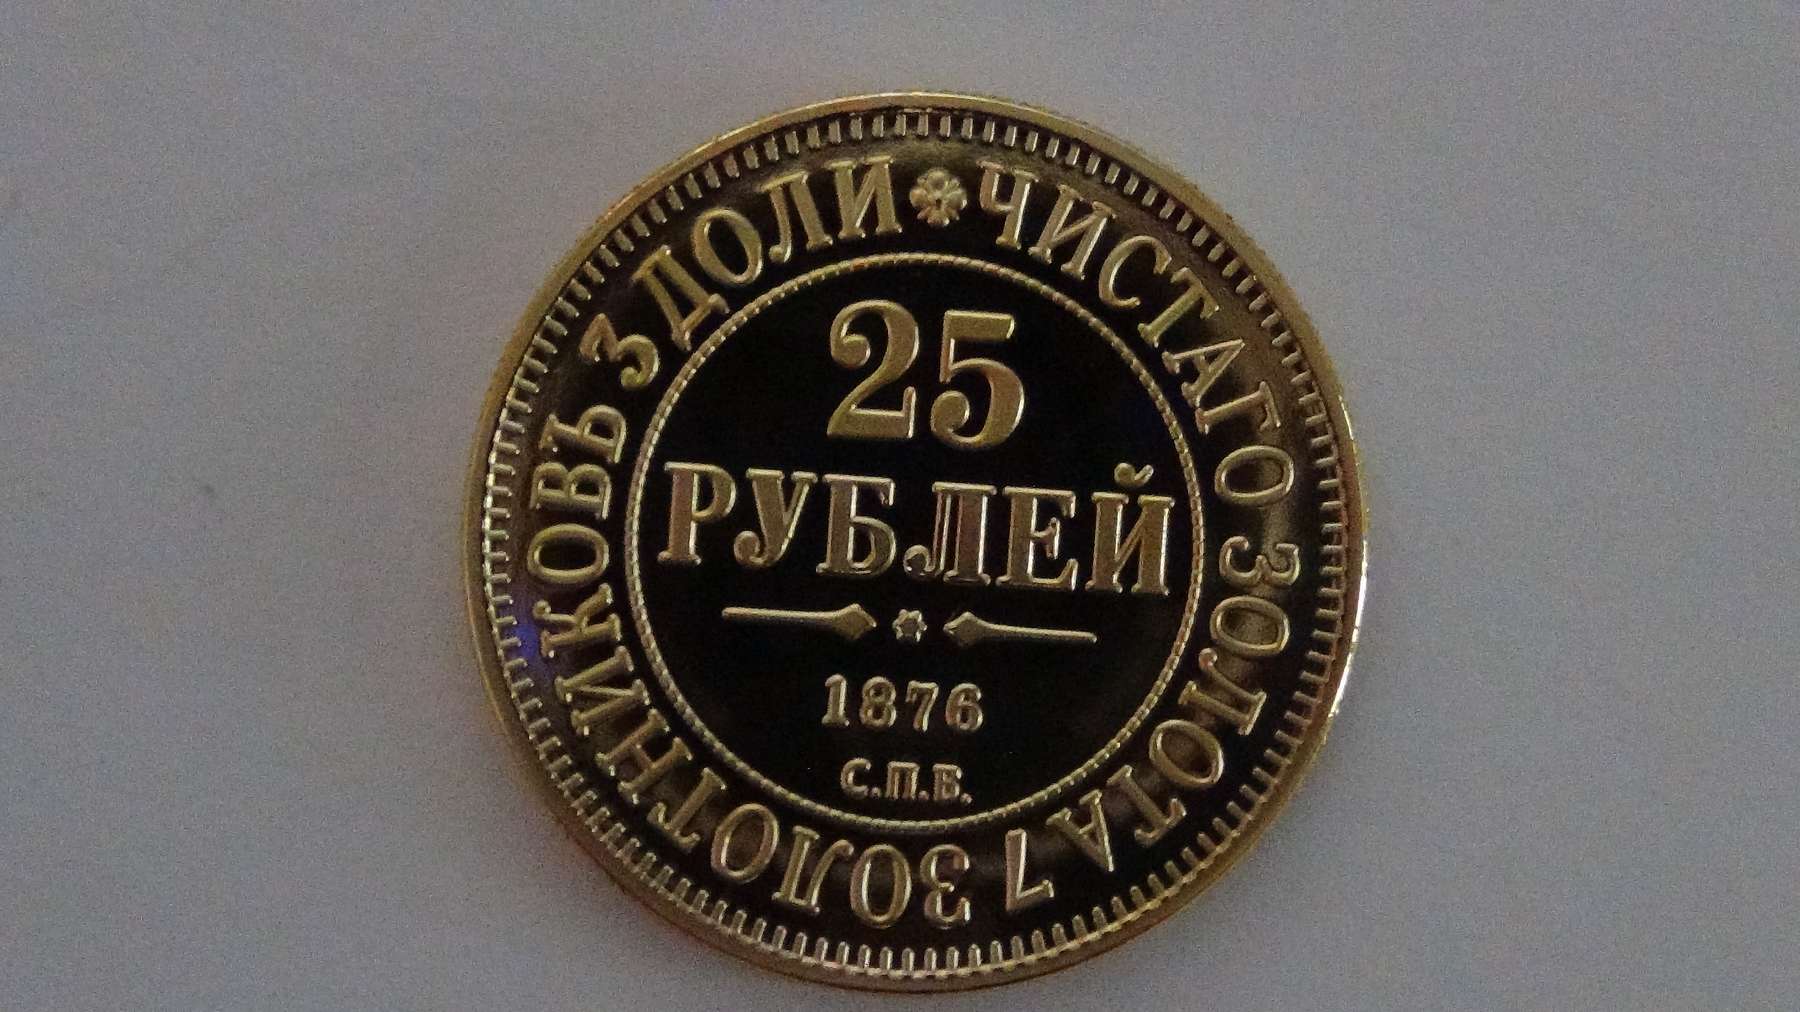 25
РУБЛЕЙ
1876
С.П.Б.
ЧИСТАГО ЗОЛОТА 7 ЗОЛОТНИКОВЪ 3 ДОЛИ